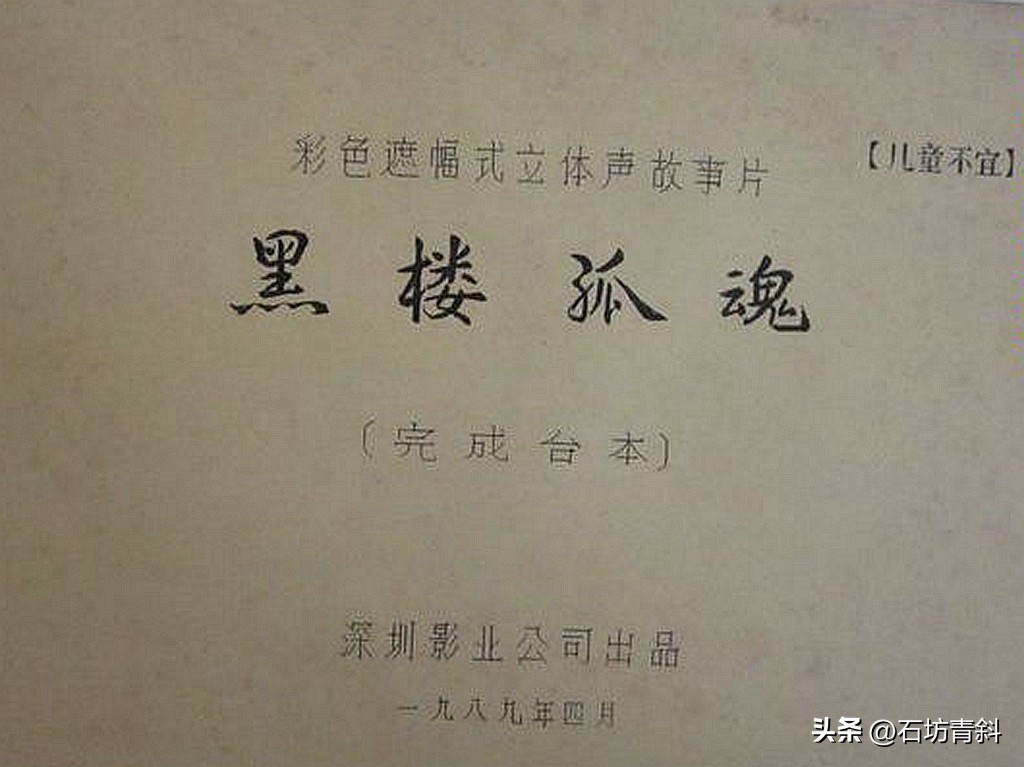 彩色遮幅式立体声故事片
【儿童不宜】
黑楼孤魂
（完成台本）
深圳影业公司出品
一九八九年四月
头条 @石坊青斜